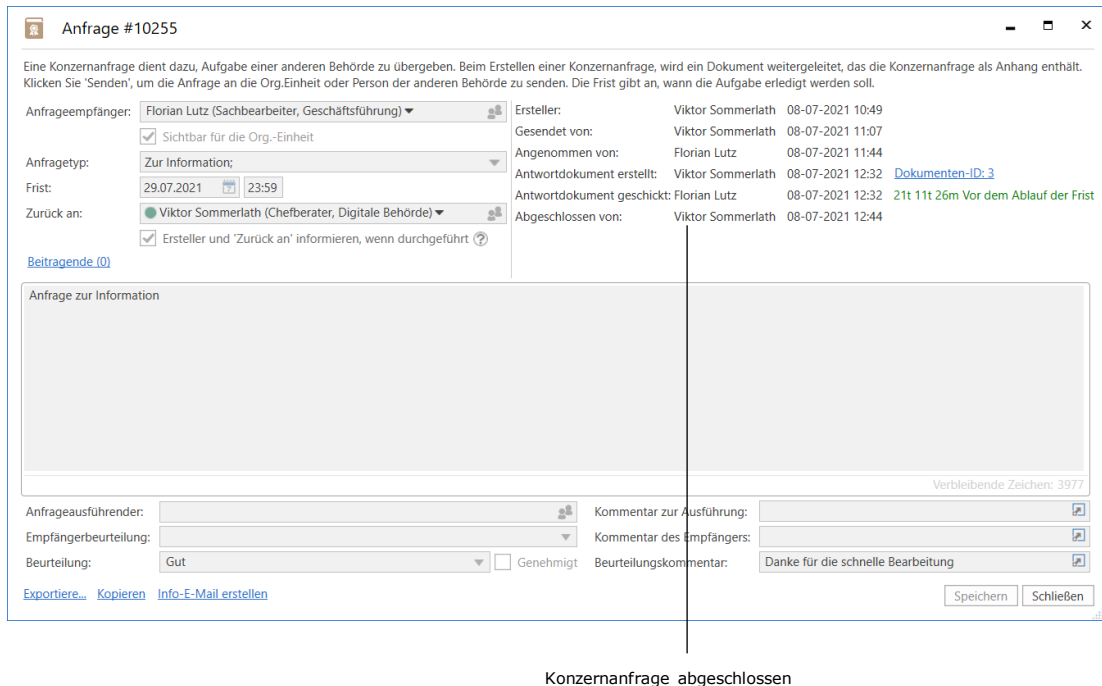 Anfrage #10255
Eine Konzernanfrage dient dazu, Aufgabe einer anderen Behörde zu übergeben. Beim Erstellen einer Konzernanfrage, wird ein Dokument weitergeleitet, das die Konzernanfrage als Anhang enthält.
Klicken Sie 'Senden', um die Anfrage an die Org.Einheit oder Person der anderen Behörde zu senden. Die Frist gibt an, wann die Aufgabe erledigt werden soll.
Anfrageempfänger: Florian Lutz (Sachbearbeiter, Geschäftsführung)
Sichtbar für die Org.-Einheit
Anfragetyp: Zur Information;
Frist: 29.07.2021 23:59
Zurück an: Viktor Sommerlath (Chefberater, Digitale Behörde)
Ersteller und 'Zurück an' informieren, wenn durchgeführt ?
Beitragende (0)
Ersteller: Viktor Sommerlath 08-07-2021 10:49
Gesendet von: Viktor Sommerlath 08-07-2021 11:07
Angenommen von: Florian Lutz 08-07-2021 11:44
Antwortdokument erstellt: Viktor Sommerlath 08-07-2021 12:32 Dokumenten-ID: 3
Antwortdokument geschickt: Florian Lutz 08-07-2021 12:32 21t 11t 26m Vor dem Ablauf der Frist
Abgeschlossen von: Viktor Sommerlath 08-07-2021 12:44
Anfrage zur Information
Verbleibende Zeichen: 3977
Anfrageausführender:
Kommentar zur Ausführung:
Empfängerbeurteilung:
Kommentar des Empfängers:
Beurteilung: Gut Genehmigt
Beurteilungskommentar: Danke für die schnelle Bearbeitung
Exportiere... Kopieren Info-E-Mail erstellen
Speichern Schließen
Konzernanfrage abgeschlossen